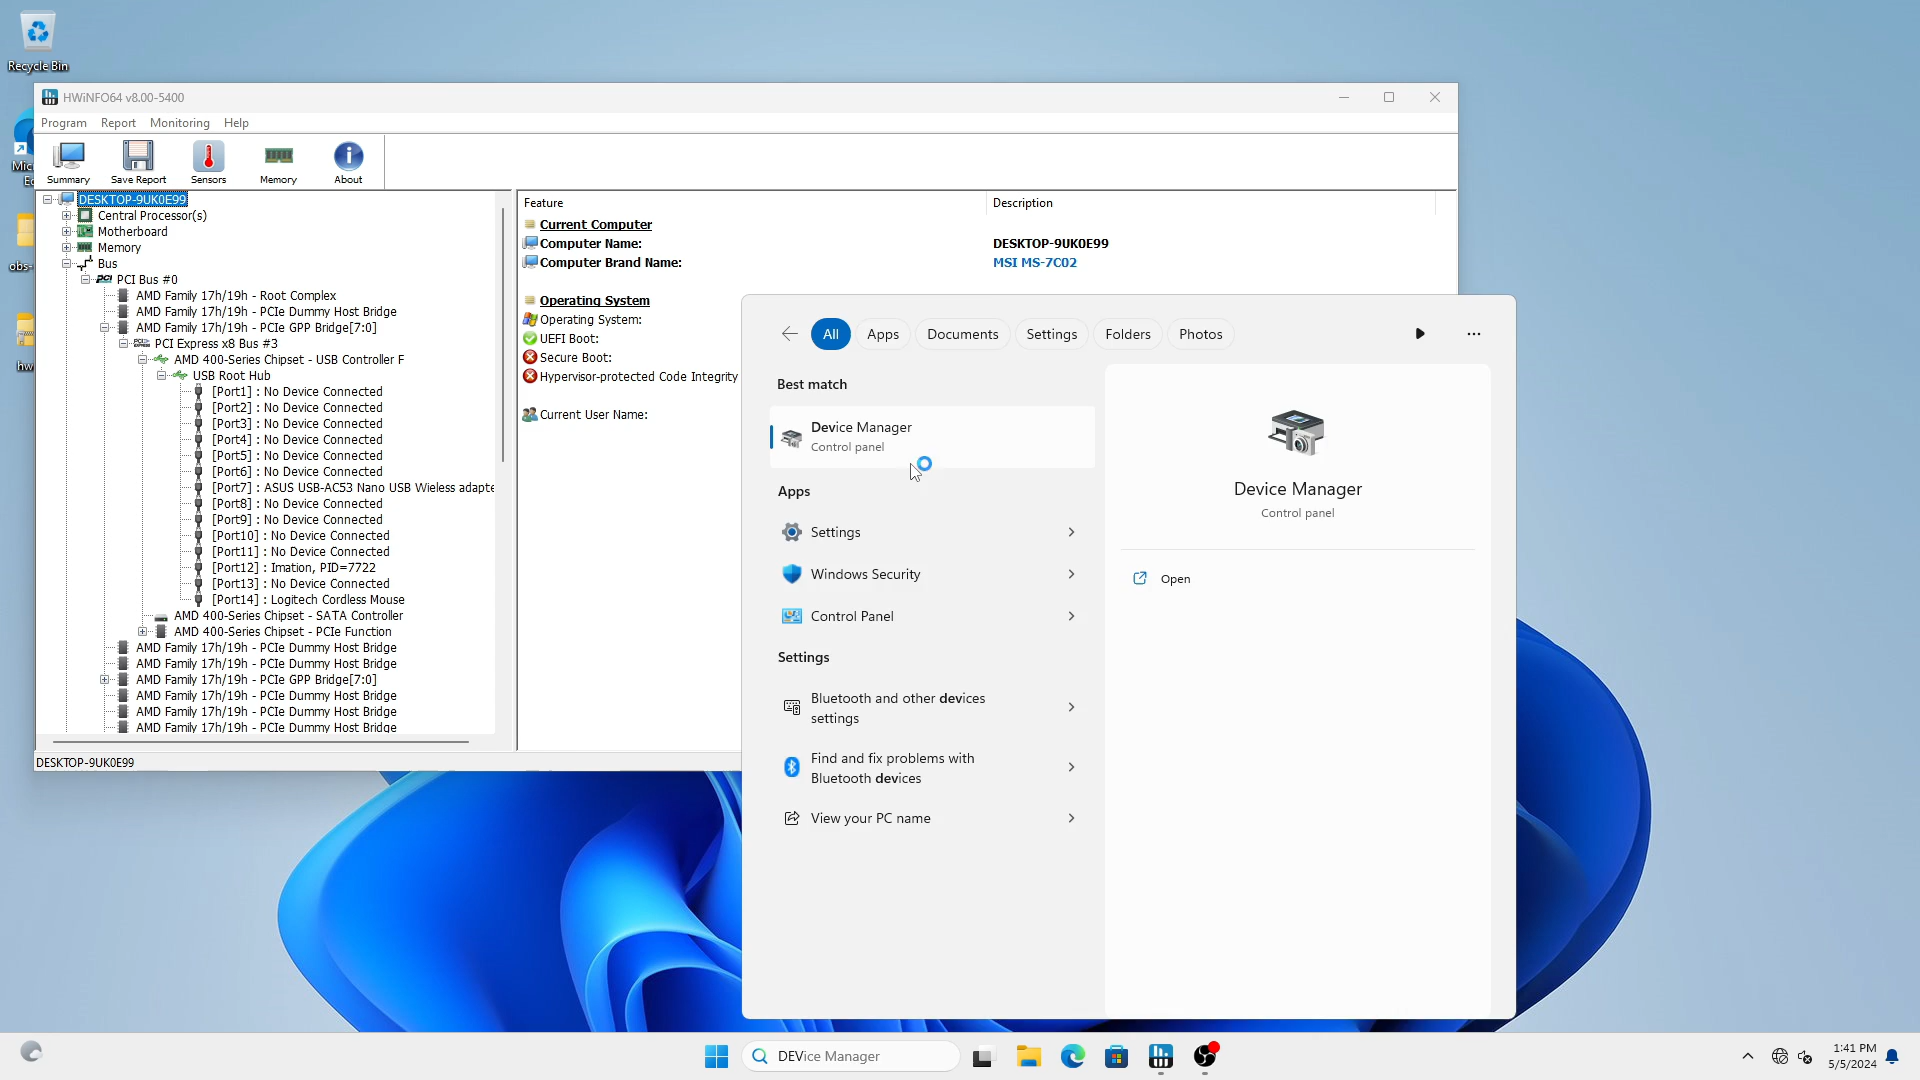 Recycle Bin
HWiNFO64 v8.00-5400
Program Report Monitoring Help
Summary Save Report Sensors Memory About
DESKTOP-9UK0E99
Central Processor(s)
Motherboard
Memory
Bus
PCI Bus #0
AMD Family 17h/19h - Root Complex
AMD Family 17h/19h - PCIe Dummy Host Bridge
AMD Family 17h/19h - PCIe GPP Bridge[7:0]
PCI Express x8 Bus #3
AMD 400-Series Chipset - USB Controller F
USB Root Hub
[Port1] : No Device Connected
[Port2] : No Device Connected
[Port3] : No Device Connected
[Port4] : No Device Connected
[Port5] : No Device Connected
[Port6] : No Device Connected
[Port7] : ASUS USB-AC53 Nano USB Wieless adapte
[Port8] : No Device Connected
[Port9] : No Device Connected
[Port10] : No Device Connected
[Port11] : No Device Connected
[Port12] : Imation, PID=7722
[Port13] : No Device Connected
[Port14] : Logitech Cordless Mouse
AMD 400-Series Chipset - SATA Controller
AMD 400-Series Chipset - PCIe Function
AMD Family 17h/19h - PCIe Dummy Host Bridge
AMD Family 17h/19h - PCIe Dummy Host Bridge
AMD Family 17h/19h - PCIe GPP Bridge[7:0]
AMD Family 17h/19h - PCIe Dummy Host Bridge
AMD Family 17h/19h - PCIe Dummy Host Bridge
AMD Family 17h/19h - PCIe Dummy Host Bridge
DESKTOP-9UK0E99
Feature Description
Current Computer
Computer Name: DESKTOP-9UK0E99
Computer Brand Name: MSI MS-7C02
Operating System
Operating System:
UEFI Boot:
Secure Boot:
Hypervisor-protected Code Integrity
Current User Name:
Mic
Ec
obs-
hw
All Apps Documents Settings Folders Photos
Best match
Device Manager
Control panel
Apps
Settings
Windows Security
Control Panel
Settings
Bluetooth and other devices
settings
Find and fix problems with
Bluetooth devices
View your PC name
Device Manager
Control panel
Open
DEVice Manager
1:41 PM
5/5/2024